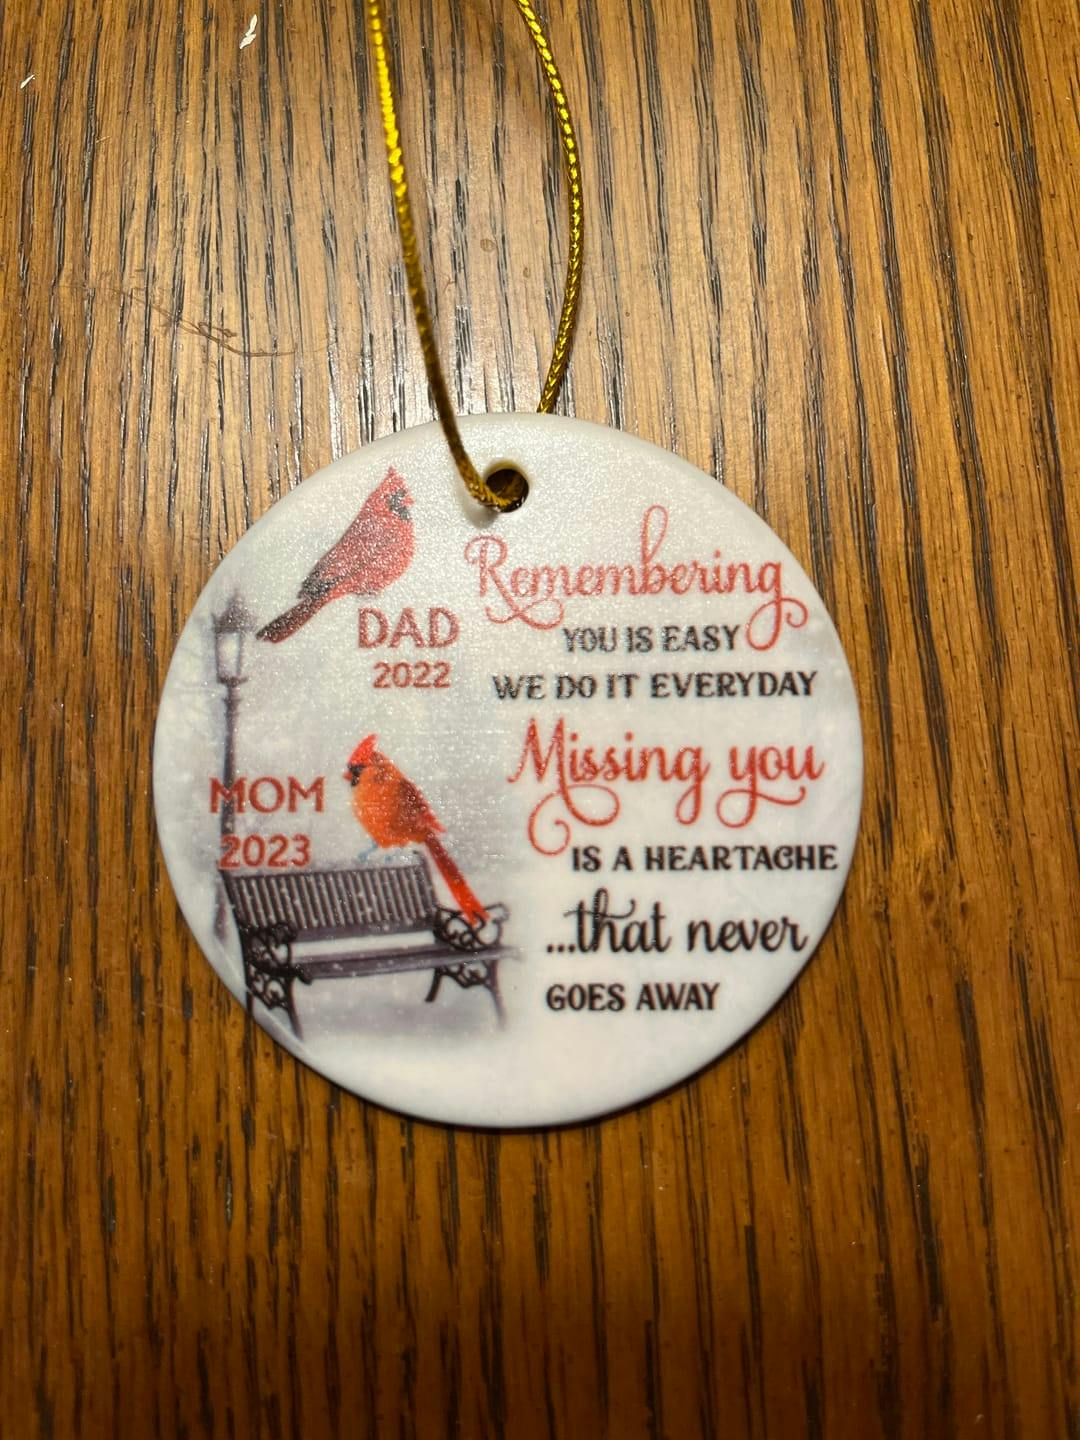 DAD
2022
MOM
2023
Remembering
YOU IS EASY
WE DO IT EVERYDAY
Missing you
IS A HEARTACHE
...that never
GOES AWAY